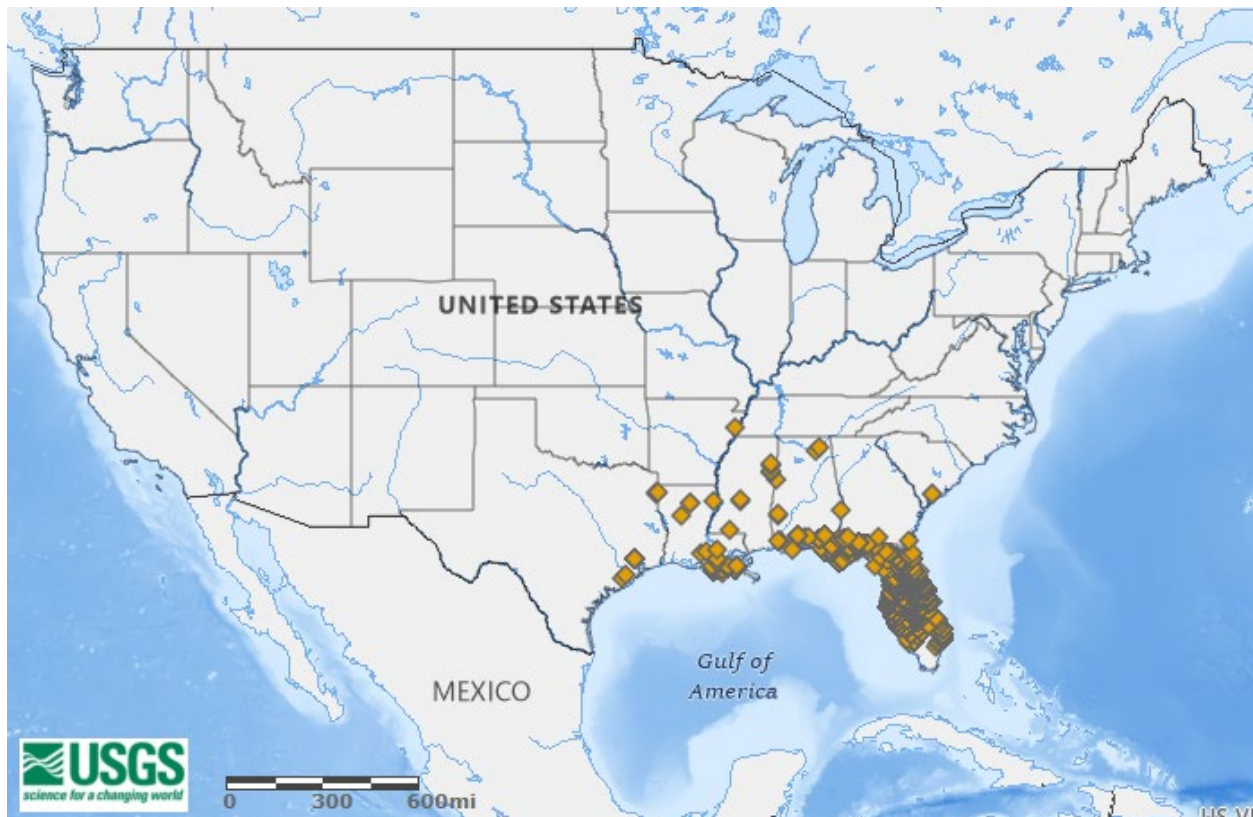 UNITED STATES
Gulf of
America
MEXICO
USGS
science for a changing world
0 300 600mi